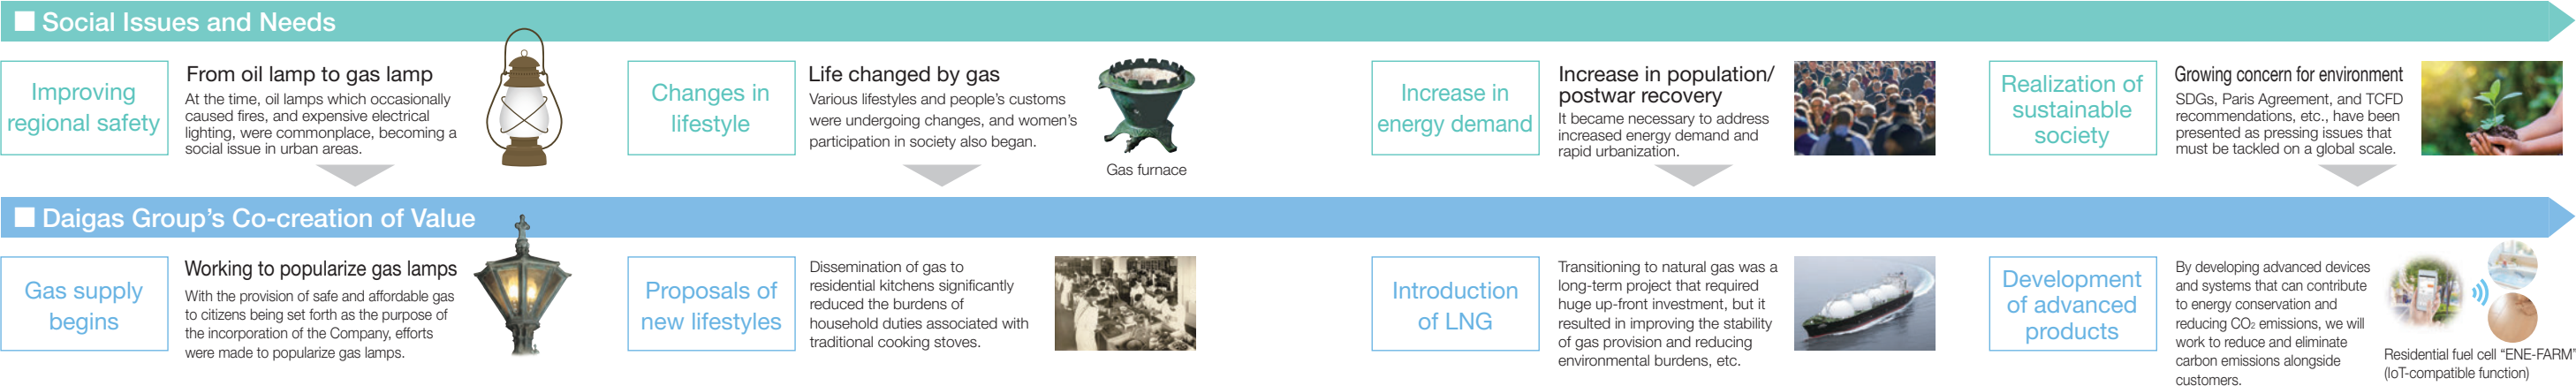 ■ Social Issues and Needs
Improving
regional safety
From oil lamp to gas lamp
At the time, oil lamps which occasionally
caused fires, and expensive electrical
lighting, were commonplace, becoming a
social issue in urban areas.
Changes in
lifestyle
Life changed by gas
Various lifestyles and people's customs
were undergoing changes, and women's
participation in society also began.
Gas furnace
Increase in
energy demand
Increase in population/
postwar recovery
It became necessary to address
increased energy demand and
rapid urbanization.
Realization of
sustainable
society
Growing concern for environment
SDGs, Paris Agreement, and TCFD
recommendations, etc., have been
presented as pressing issues that
must be tackled on a global scale.
■ Daigas Group's Co-creation of Value
Gas supply
begins
Working to popularize gas lamps
With the provision of safe and affordable gas
to citizens being set forth as the purpose of
the incorporation of the Company, efforts
were made to popularize gas lamps.
Proposals of
new lifestyles
Dissemination of gas to
residential kitchens significantly
reduced the burdens of
household duties associated with
traditional cooking stoves.
Introduction
of LNG
Transitioning to natural gas was a
long-term project that required
huge up-front investment, but it
resulted in improving the stability
of gas provision and reducing
environmental burdens, etc.
Development
of advanced
products
By developing advanced devices
and systems that can contribute
to energy conservation and
reducing CO₂ emissions, we will
work to reduce and eliminate
carbon emissions alongside
customers.
Residential fuel cell “ENE-FARM”
(IoT-compatible function)